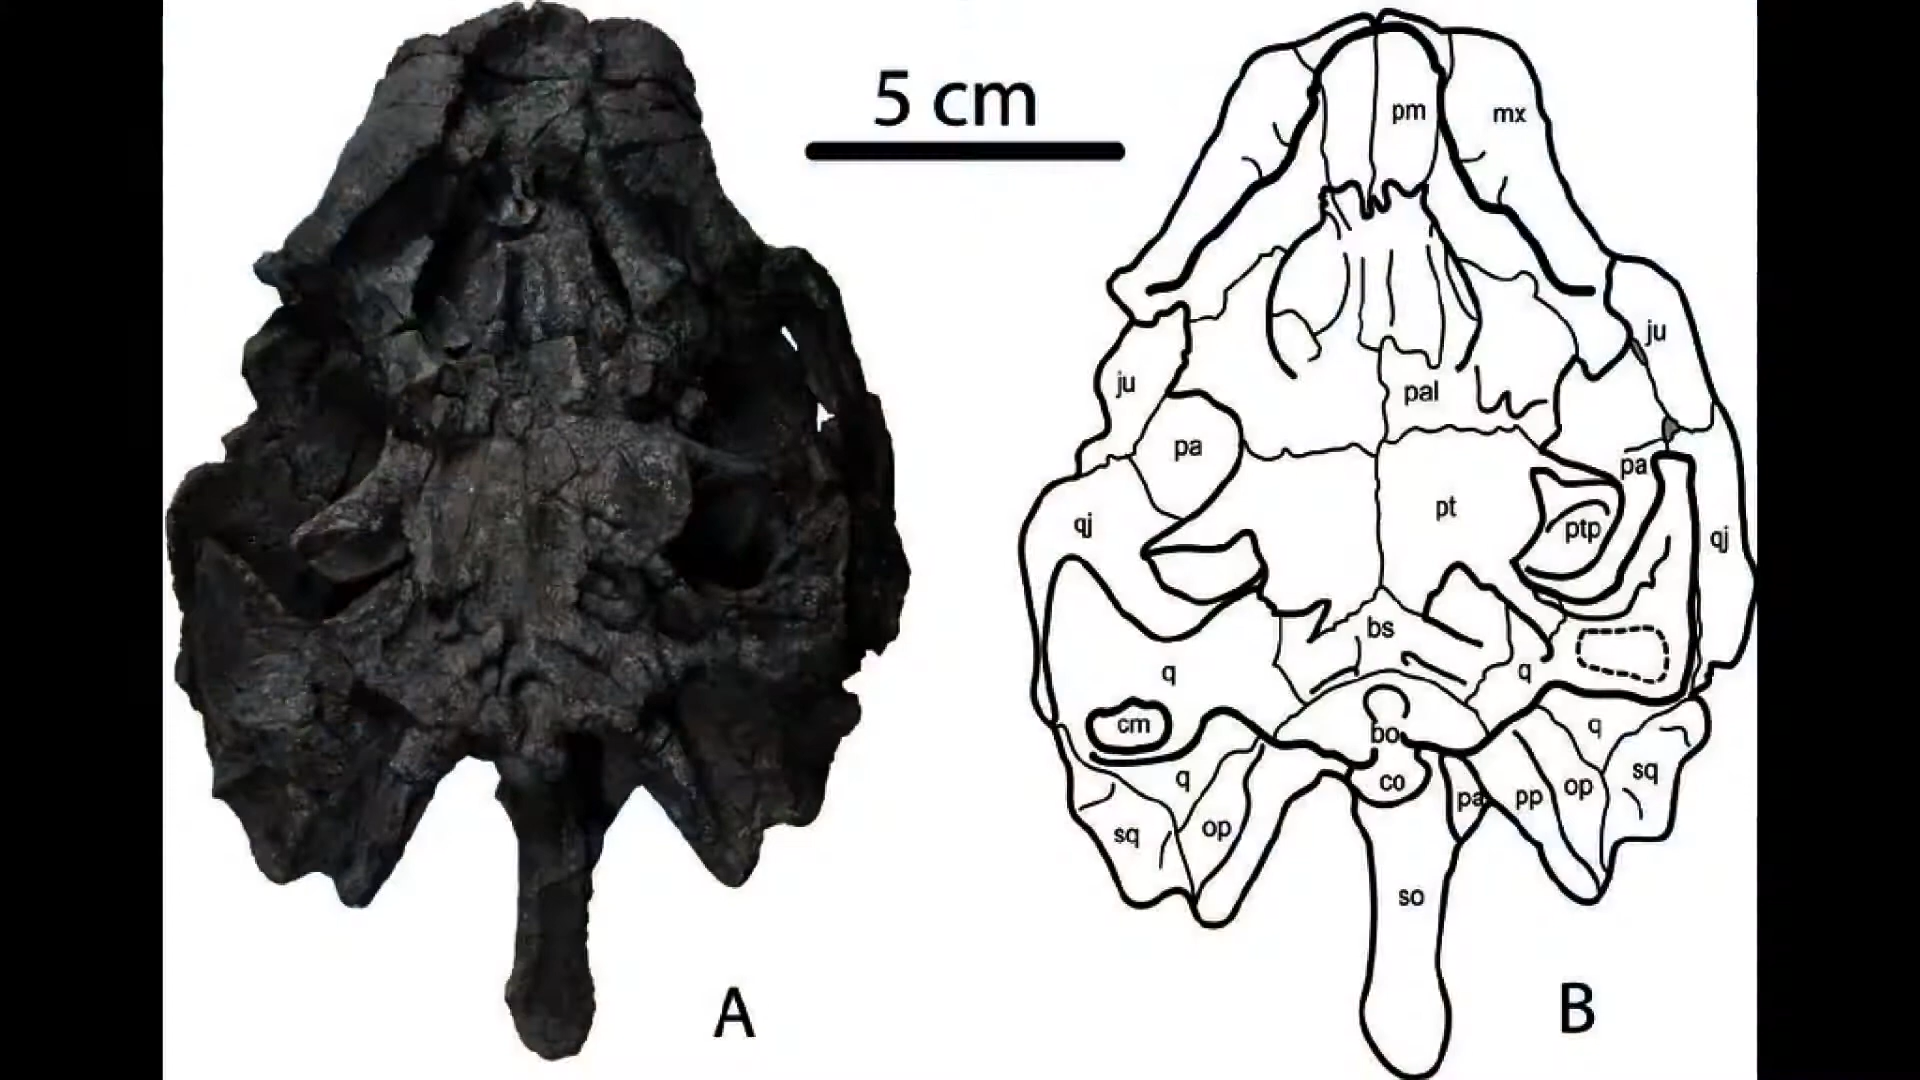 5 cm
pm
mx
ju
ju
pal
pa
pa
pt
qj
ptp
qj
bs
q
q
cm
bo
q
q
co
op
sq
pa
pp
sq
op
so
A
B